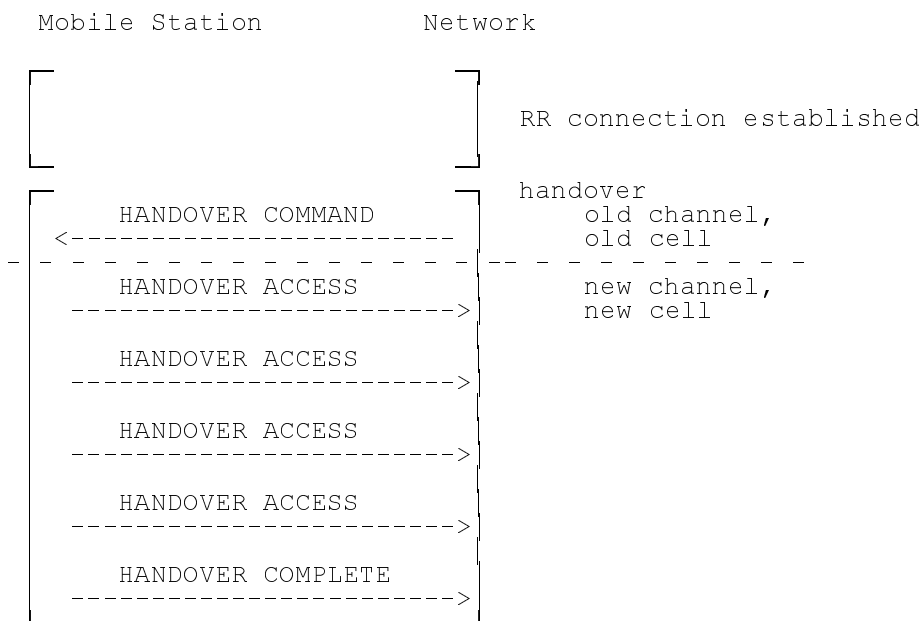 Mobile Station Network
RR connection established
handover
HANDOVER COMMAND old channel,
<----------------------- old cell
HANDOVER ACCESS new channel,
------------------------> new cell
HANDOVER ACCESS
------------------------>
HANDOVER ACCESS
------------------------>
HANDOVER ACCESS
------------------------>
HANDOVER COMPLETE
------------------------>